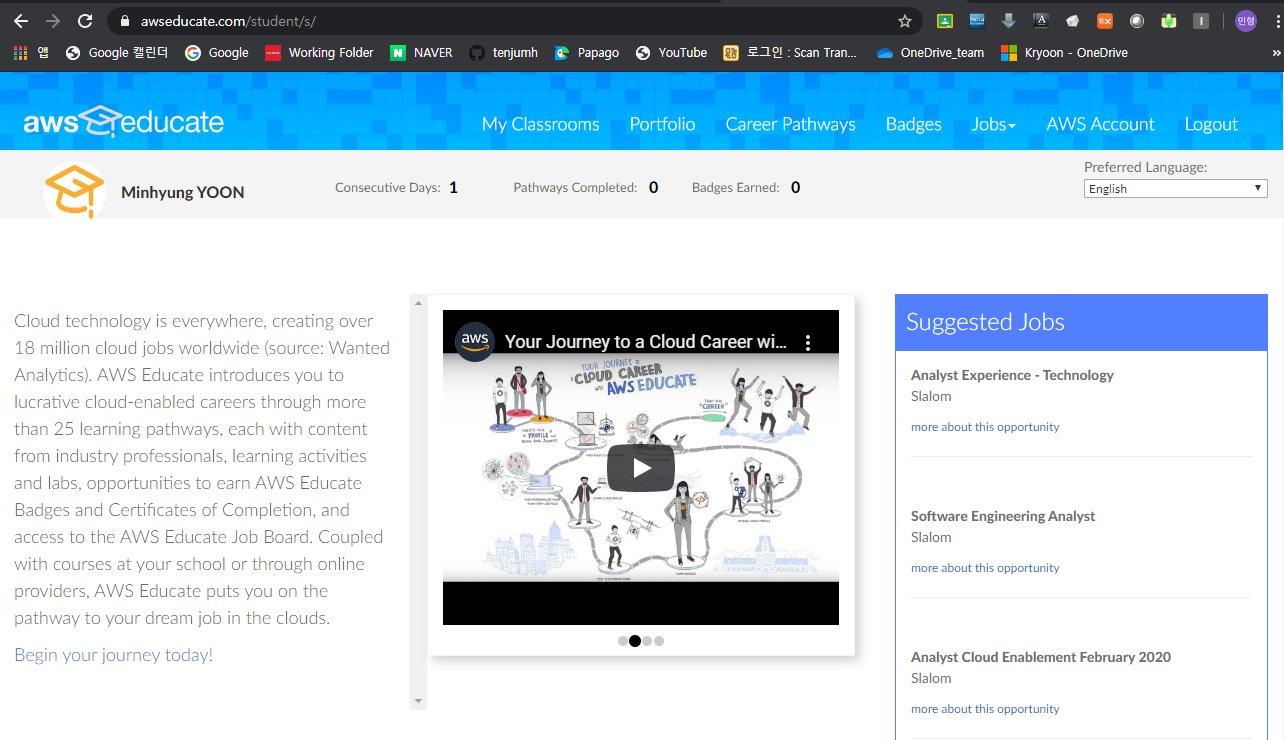 awseducate.com/student/s/
민형
앱 Google 캘린더 Google Working Folder NAVER tenjumh Papago YouTube 로그인 : Scan Tran... OneDrive_team Kryoon - OneDrive »
aws educate
My Classrooms Portfolio Career Pathways Badges Jobs AWS Account Logout
Minhyung YOON
Consecutive Days: 1 Pathways Completed: 0 Badges Earned: 0
Preferred Language:
English
Cloud technology is everywhere, creating over
18 million cloud jobs worldwide (source: Wanted
Analytics). AWS Educate introduces you to
lucrative cloud-enabled careers through more
than 25 learning pathways, each with content
from industry professionals, learning activities
and labs, opportunities to earn AWS Educate
Badges and Certificates of Completion, and
access to the AWS Educate Job Board. Coupled
with courses at your school or through online
providers, AWS Educate puts you on the
pathway to your dream job in the clouds.
Begin your journey today!
aws
Your Journey to a Cloud Career wi...
YOUR JOURNEY to
a CLOUD CAREER
with AWS EDUCATE
CAREER
Suggested Jobs
Analyst Experience - Technology
Slalom
more about this opportunity
Software Engineering Analyst
Slalom
more about this opportunity
Analyst Cloud Enablement February 2020
Slalom
more about this opportunity